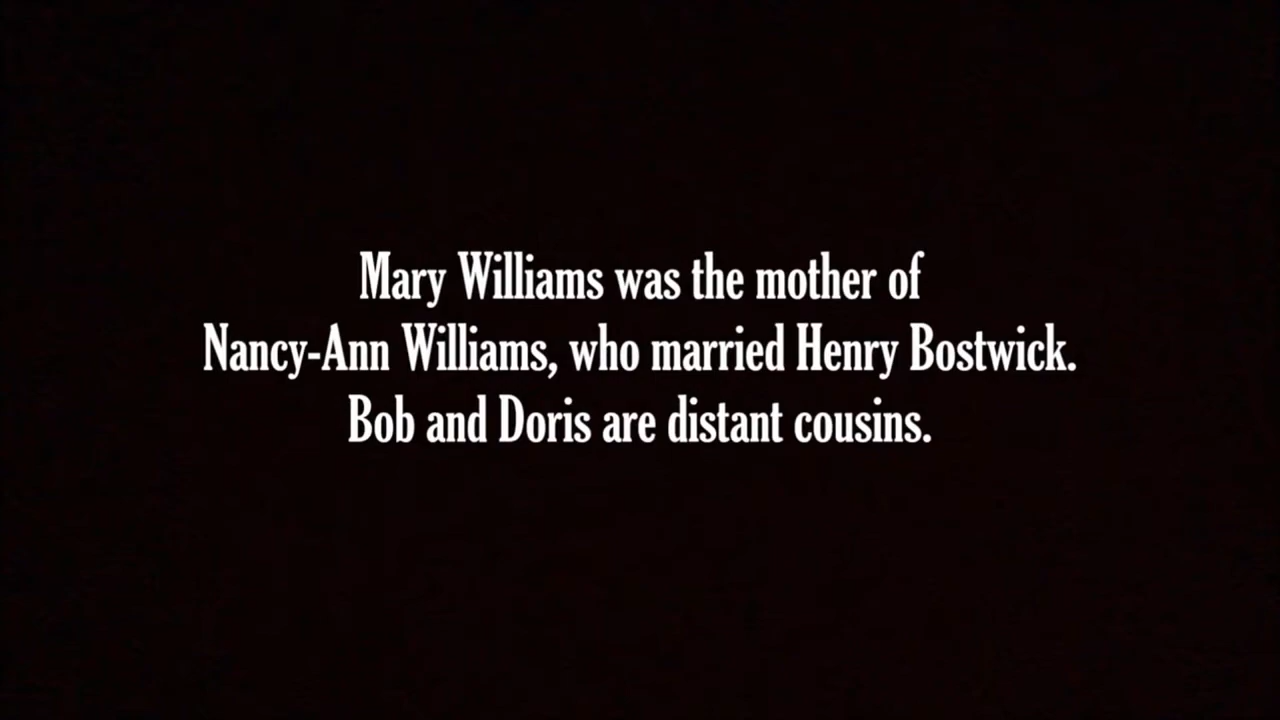 Mary Williams was the mother of
Nancy-Ann Williams, who married Henry Bostwick.
Bob and Doris are distant cousins.